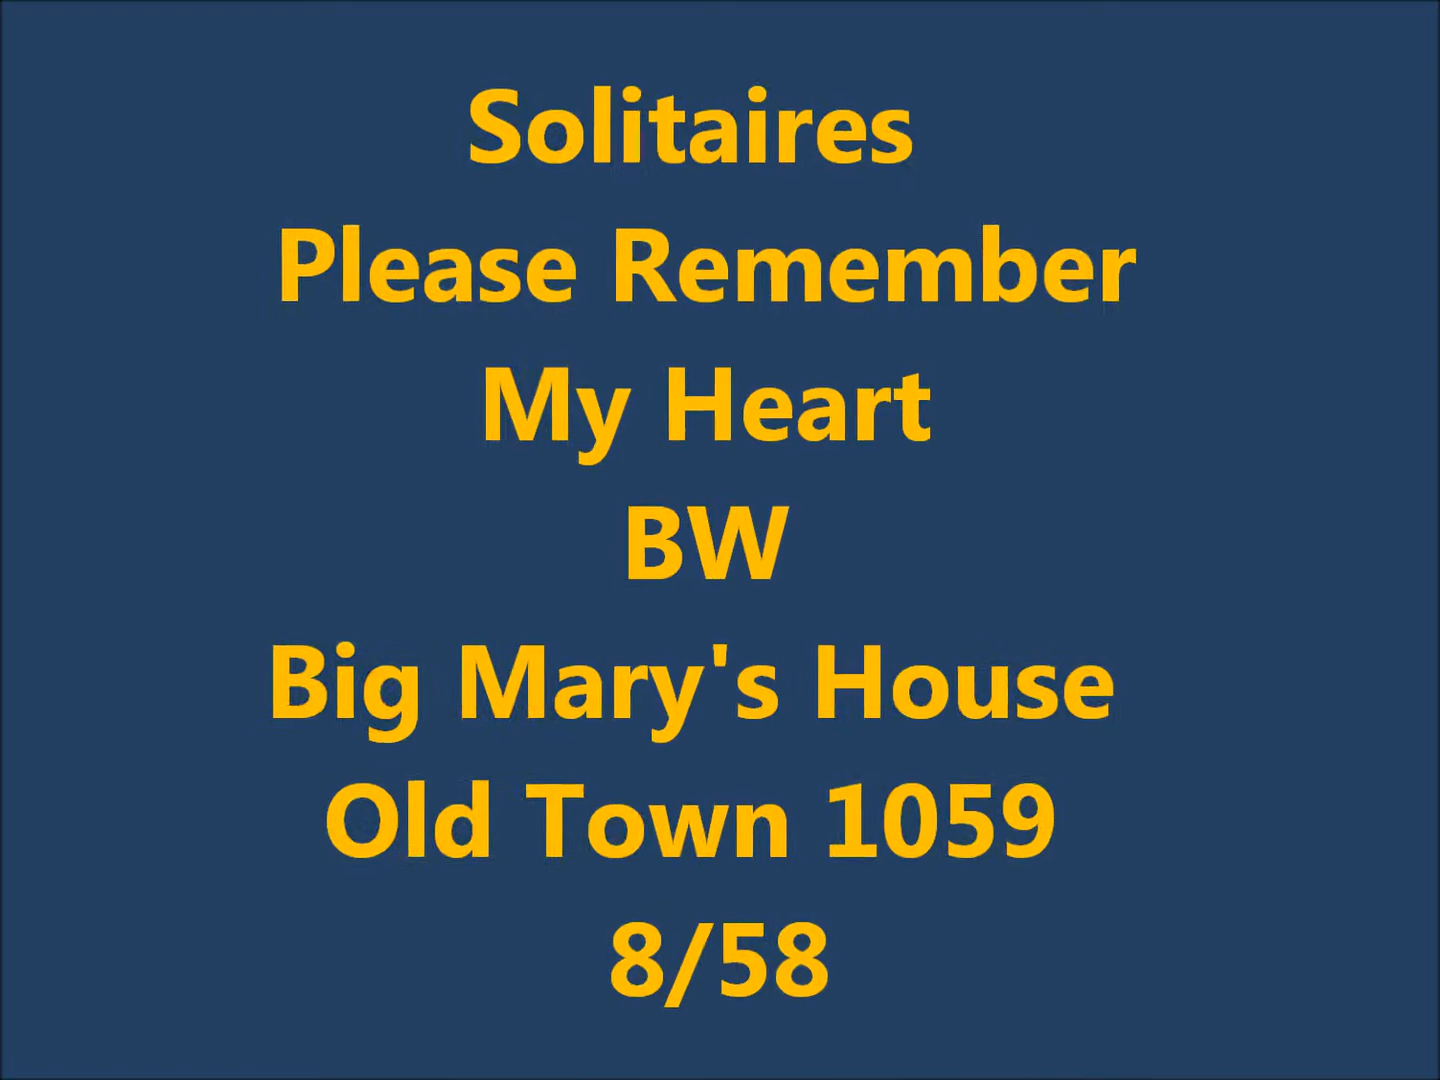 Solitaires
Please Remember
My Heart
BW
Big Mary's House
Old Town 1059
8/58